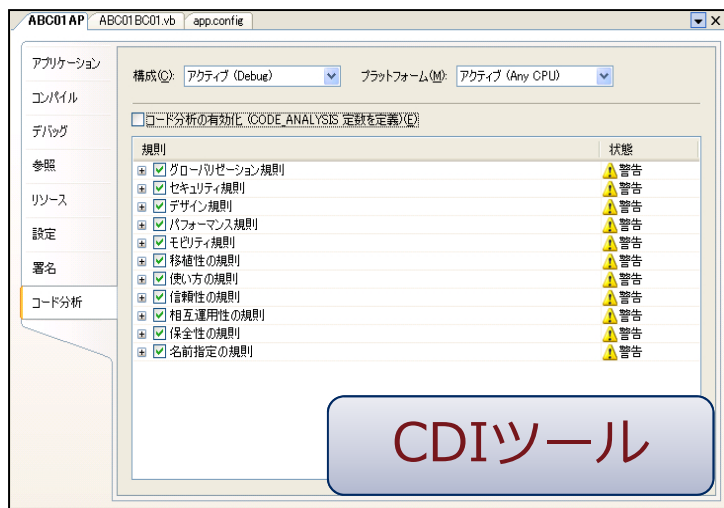 ABC01AP ABC01BC01.vb app.config
アプリケーション
コンパイル
デバッグ
参照
リソース
設定
署名
コード分析
構成(C): アクティブ (Debug) プラットフォーム(M): アクティブ (Any CPU)
コード分析の有効化 (CODE_ANALYSIS 定数を定義)(E)
規則 状態
グローバリゼーション規則 警告
セキュリティ規則 警告
デザイン規則 警告
パフォーマンス規則 警告
モビリティ規則 警告
移植性の規則 警告
使い方の規則 警告
信頼性の規則 警告
相互運用性の規則 警告
保全性の規則 警告
名前指定の規則 警告
CDIツール